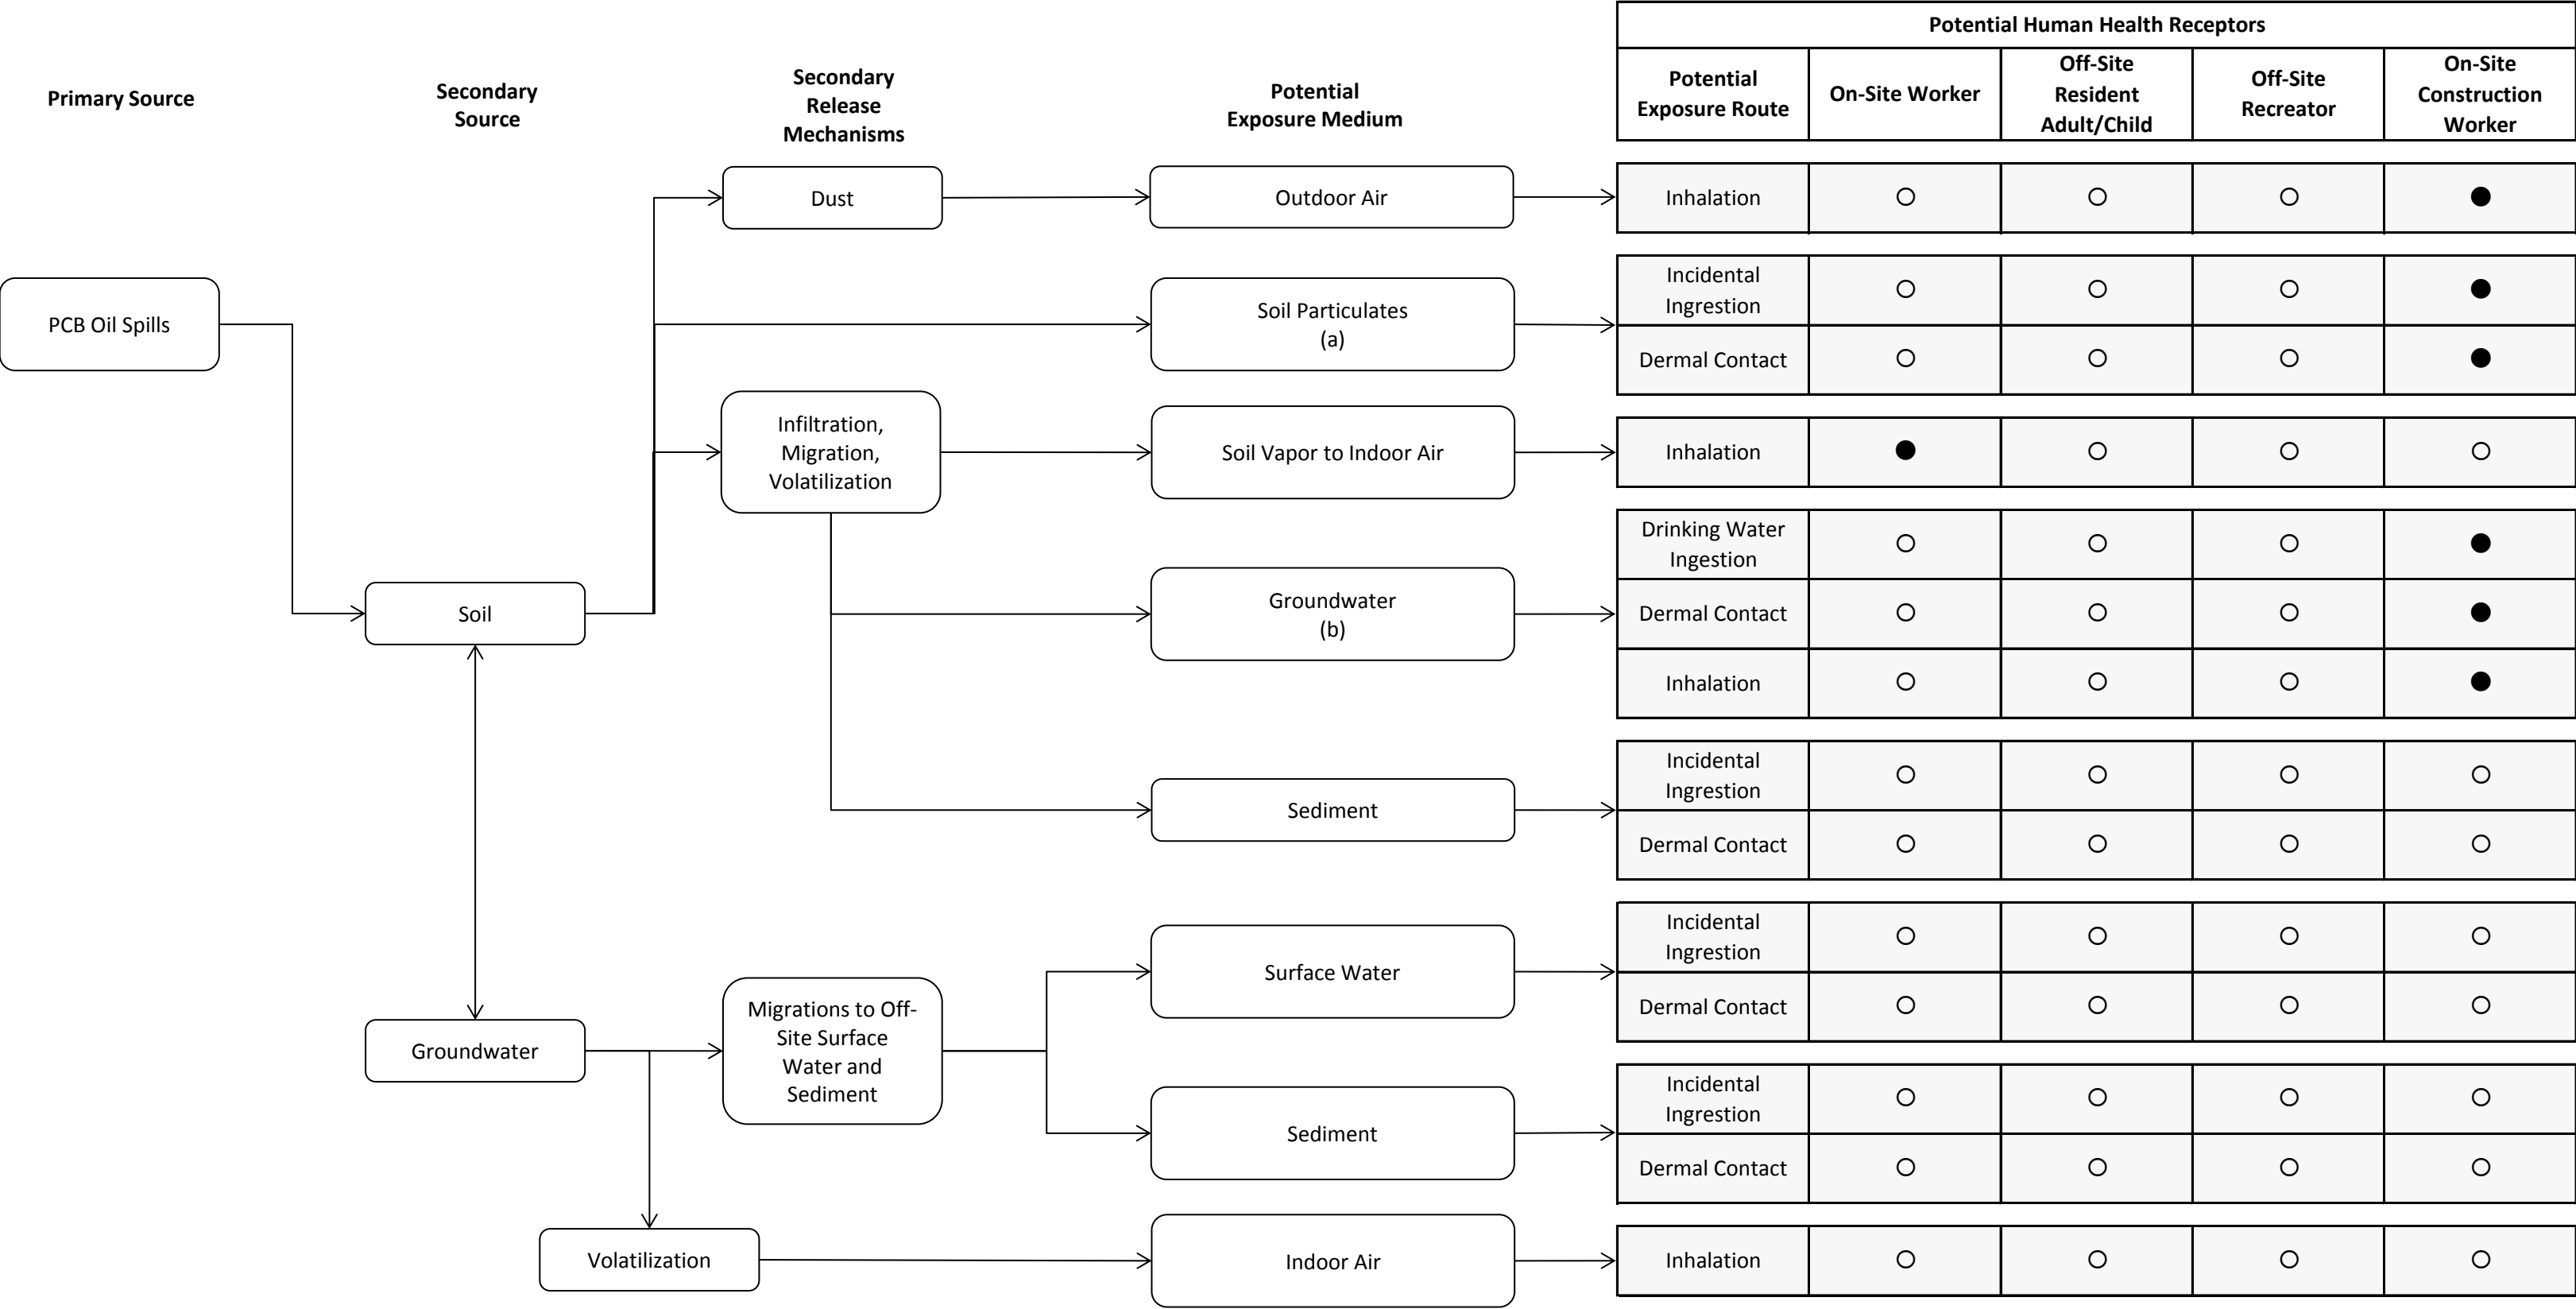 Potential Human Health Receptors
Primary Source
Secondary
Source
Secondary
Release
Mechanisms
Potential
Exposure Medium
Potential
Exposure Route
On-Site Worker
Off-Site
Resident
Adult/Child
Off-Site
Recreator
On-Site
Construction
Worker
Dust
Outdoor Air
Inhalation
PCB Oil Spills
Soil Particulates
(a)
Incidental
Ingrestion
Dermal Contact
Infiltration,
Migration,
Volatilization
Soil Vapor to Indoor Air
Inhalation
Soil
Groundwater
(b)
Drinking Water
Ingestion
Dermal Contact
Inhalation
Sediment
Incidental
Ingrestion
Dermal Contact
Groundwater
Migrations to Off-
Site Surface
Water and
Sediment
Surface Water
Incidental
Ingrestion
Dermal Contact
Sediment
Incidental
Ingrestion
Dermal Contact
Volatilization
Indoor Air
Inhalation